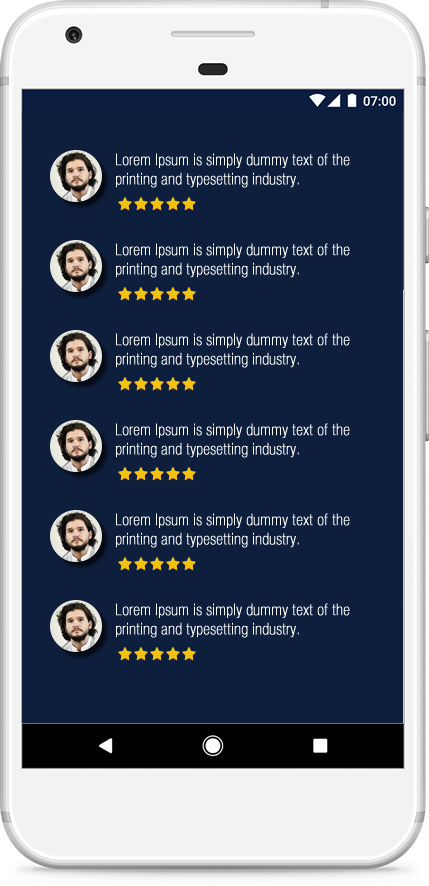 07:00
Lorem Ipsum is simply dummy text of the
printing and typesetting industry.
Lorem Ipsum is simply dummy text of the
printing and typesetting industry.
Lorem Ipsum is simply dummy text of the
printing and typesetting industry.
Lorem Ipsum is simply dummy text of the
printing and typesetting industry.
Lorem Ipsum is simply dummy text of the
printing and typesetting industry.
Lorem Ipsum is simply dummy text of the
printing and typesetting industry.